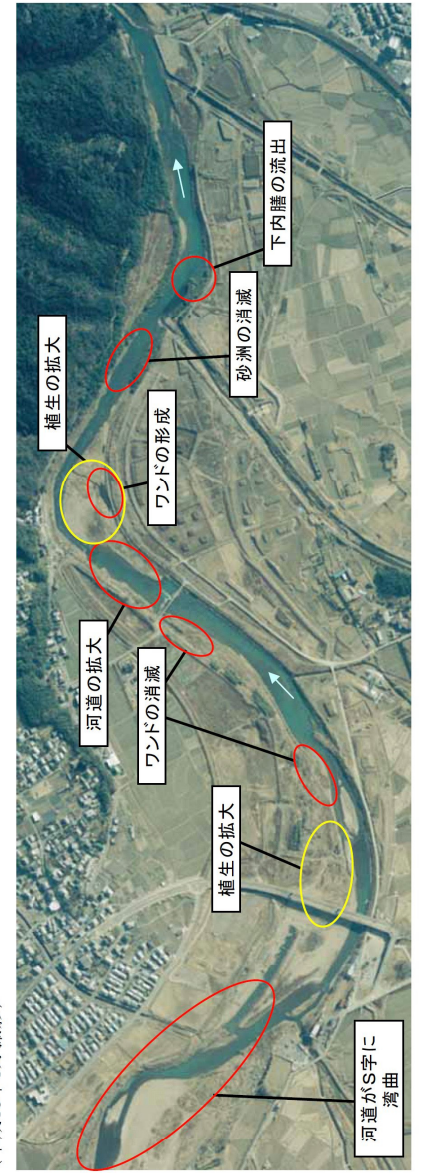 河道がS字に
湾曲
植生の拡大
ワンドの消滅
河道の拡大
植生の拡大
ワンドの形成
砂洲の消滅
下内膳の流出